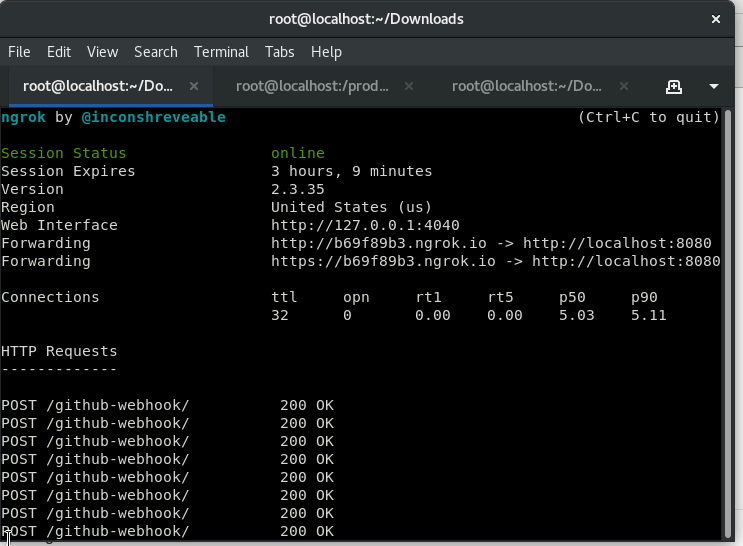 root@localhost:~/Downloads
File Edit View Search Terminal Tabs Help
root@localhost:~/Do... root@localhost:/prod... root@localhost:~/Do...
ngrok by @inconshreveable (Ctrl+C to quit)
Session Status online
Session Expires 3 hours, 9 minutes
Version 2.3.35
Region United States (us)
Web Interface http://127.0.0.1:4040
Forwarding http://b69f89b3.ngrok.io -> http://localhost:8080
Forwarding https://b69f89b3.ngrok.io -> http://localhost:8080
Connections ttl opn rt1 rt5 p50 p90
32 0 0.00 0.00 5.03 5.11
HTTP Requests
-------------
POST /github-webhook/ 200 OK
POST /github-webhook/ 200 OK
POST /github-webhook/ 200 OK
POST /github-webhook/ 200 OK
POST /github-webhook/ 200 OK
POST /github-webhook/ 200 OK
POST /github-webhook/ 200 OK
POST /github-webhook/ 200 OK